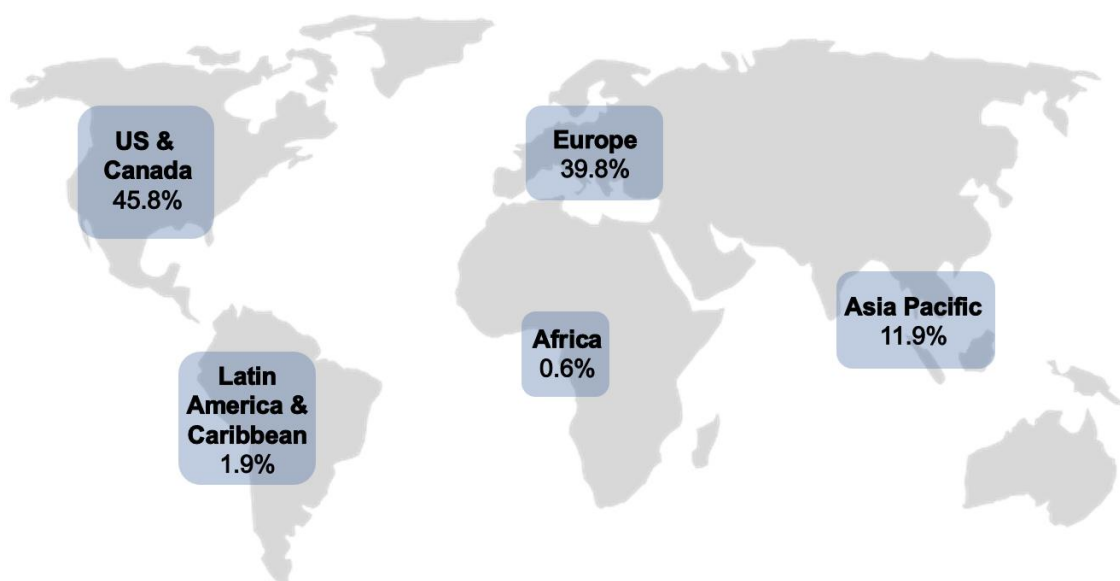 US &
Canada
45.8%
Europe
39.8%
Asia Pacific
11.9%
Africa
0.6%
Latin
America &
Caribbean
1.9%